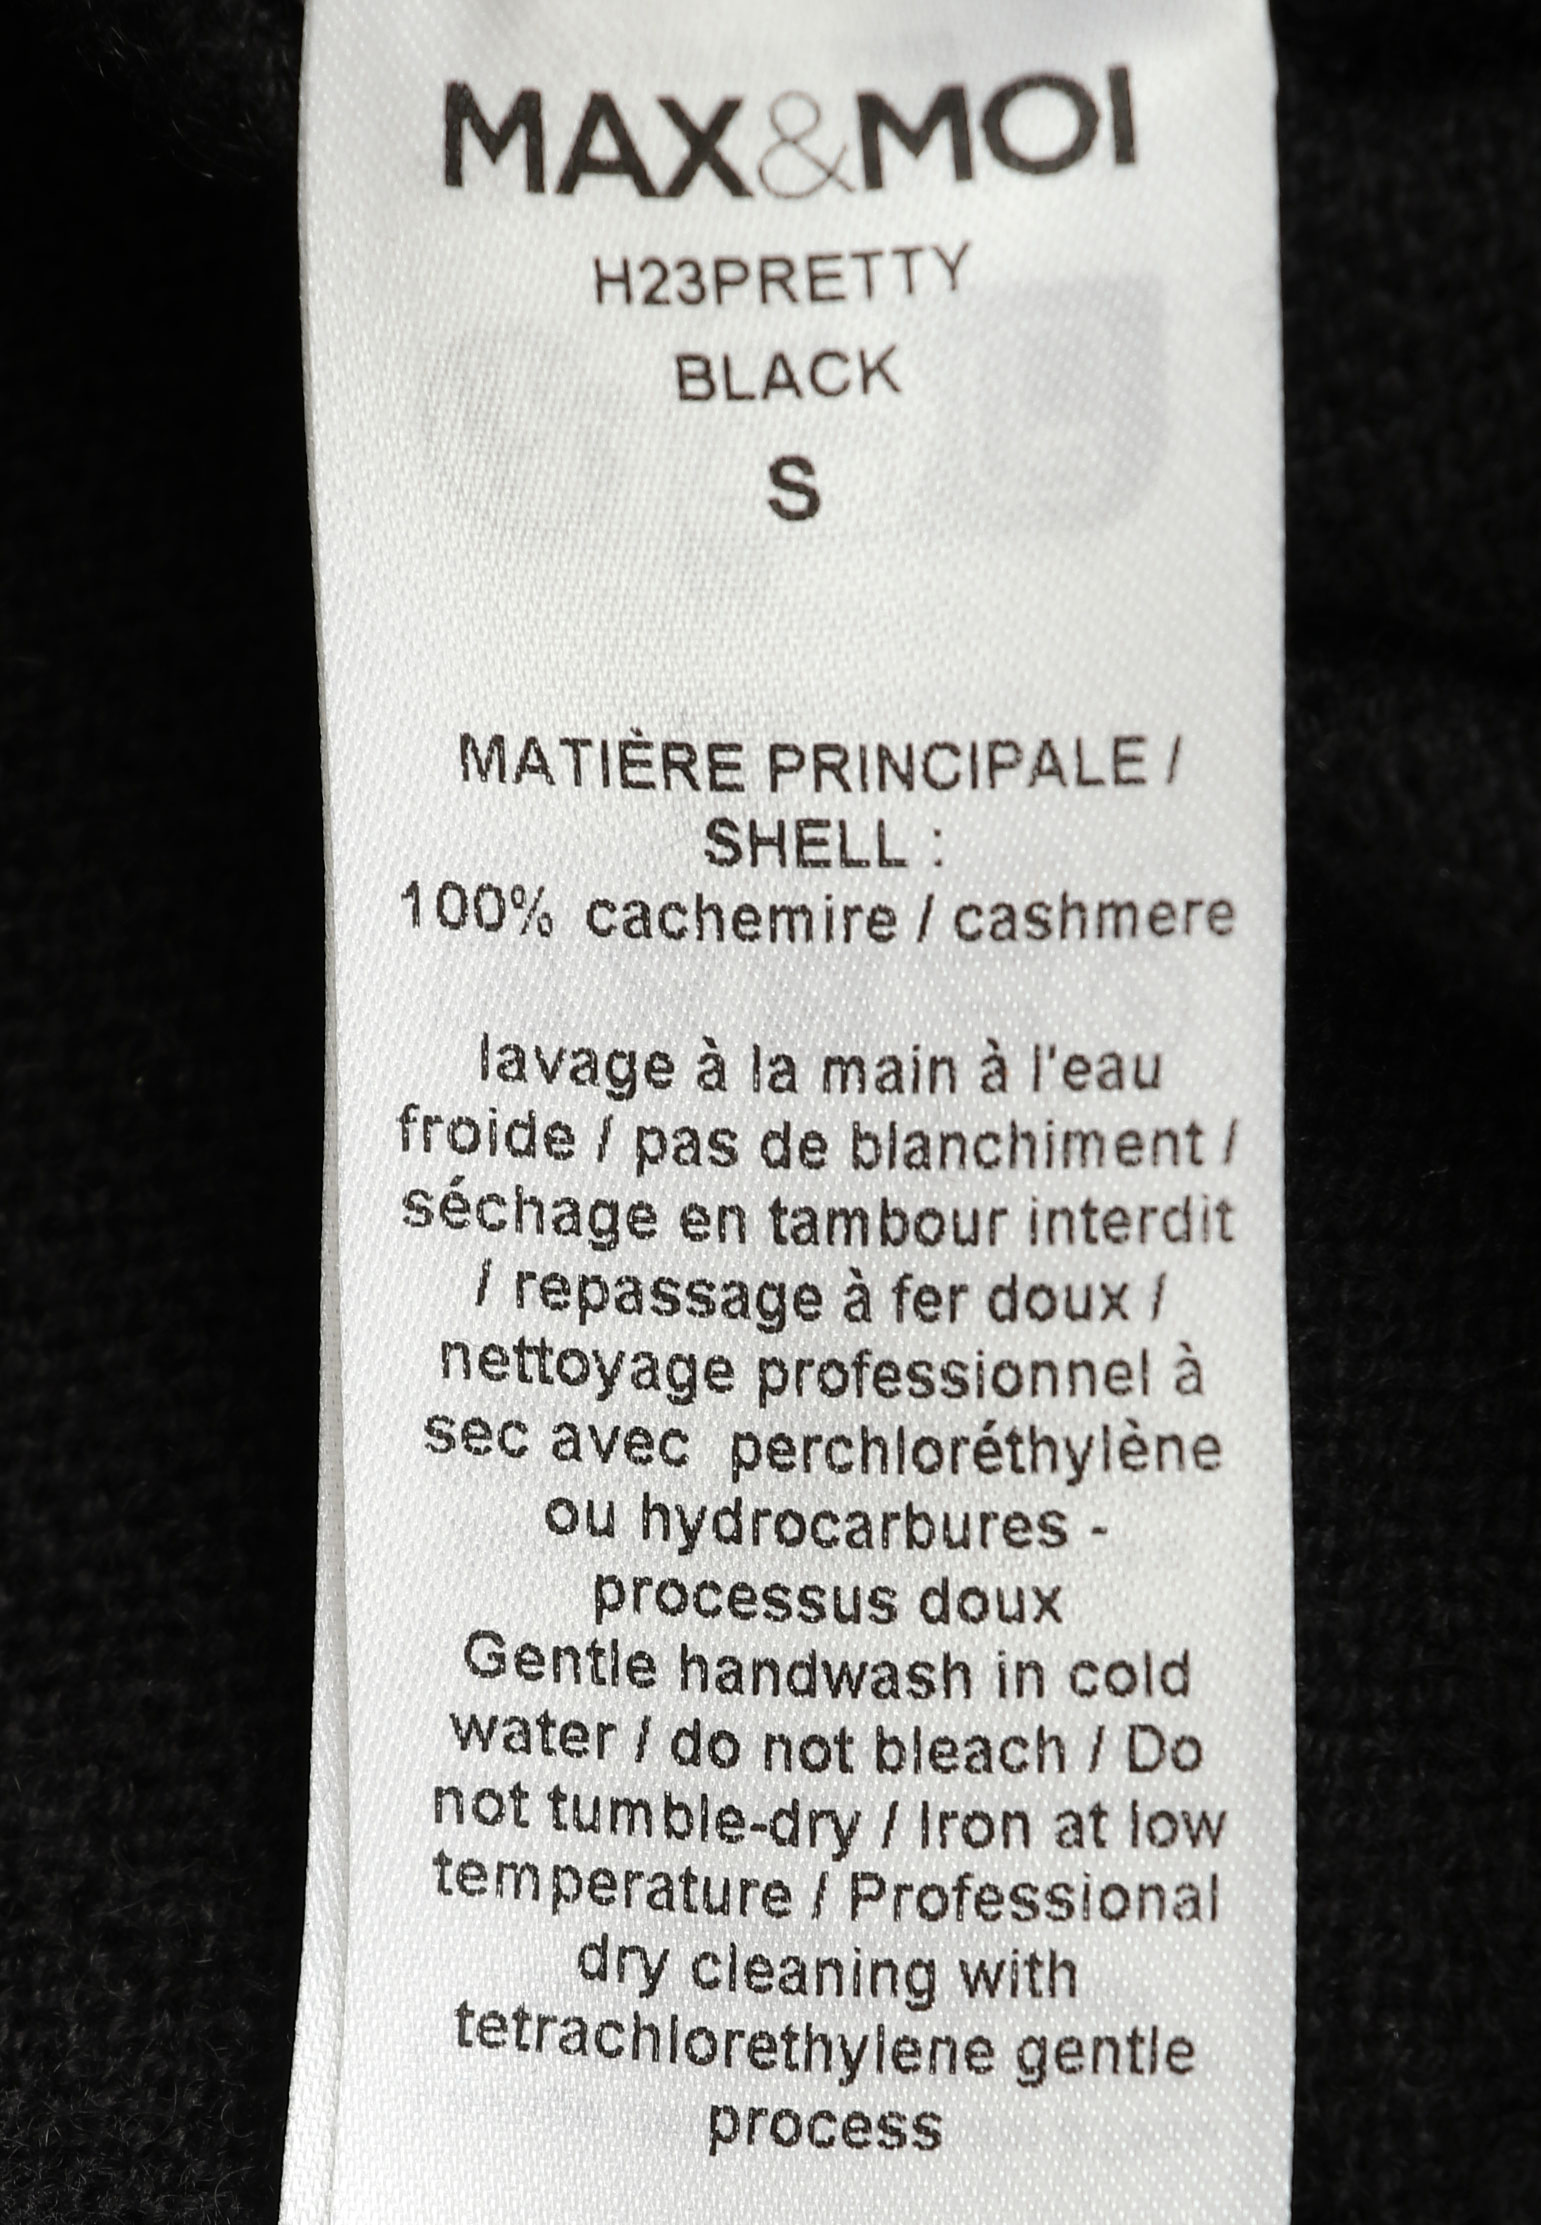 MAX&MOI
H23PRETTY
BLACK
S
MATIÈRE PRINCIPALE /
SHELL :
100% cachemire / cashmere
lavage à la main à l'eau
froide / pas de blanchiment /
séchage en tambour interdit
/ repassage à fer doux /
nettoyage professionnel à
sec avec perchloréthylène
ou hydrocarbures -
processus doux
Gentle handwash in cold
water / do not bleach / Do
not tumble-dry / Iron at low
temperature / Professional
dry cleaning with
tetrachlorethylene gentle
process